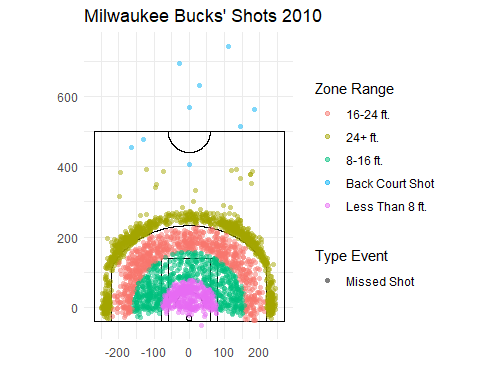 Milwaukee Bucks' Shots 2010
600
400
200
0
-200 -100 0 100 200
Zone Range
16-24 ft.
24+ ft.
8-16 ft.
Back Court Shot
Less Than 8 ft.
Type Event
Missed Shot